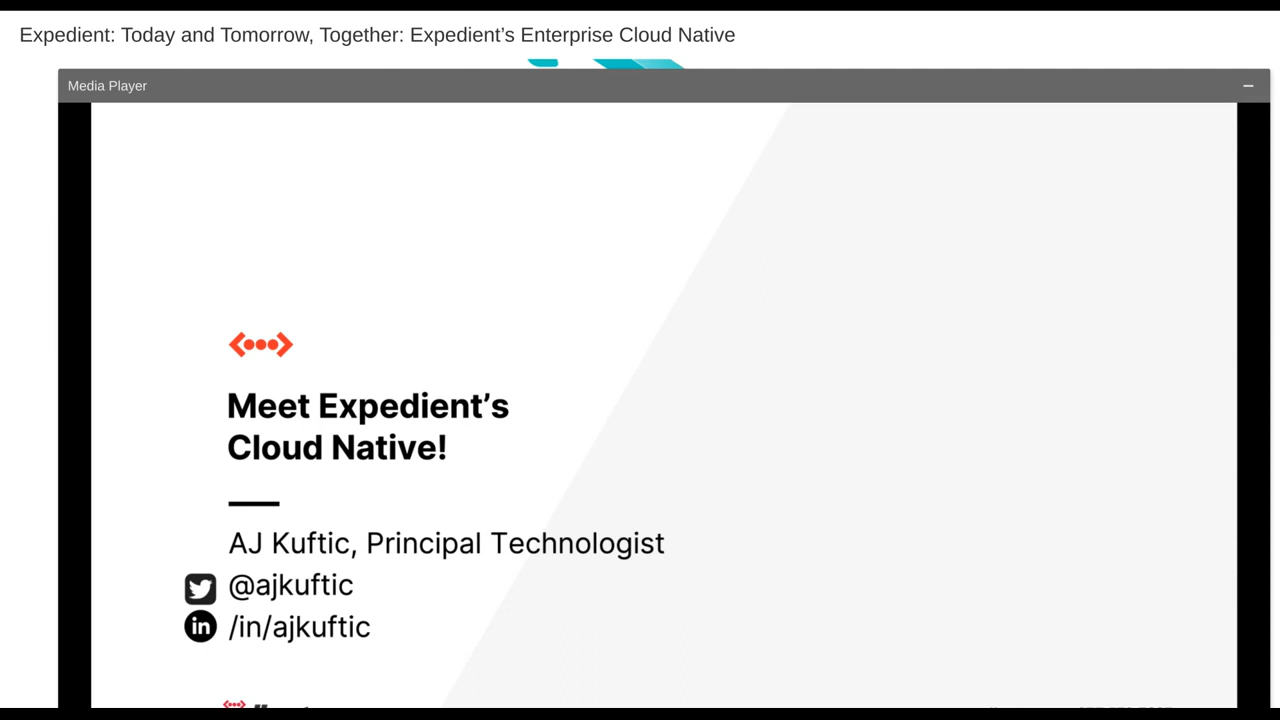 Expedient: Today and Tomorrow, Together: Expedient’s Enterprise Cloud Native
Media Player
Meet Expedient’s
Cloud Native!
AJ Kuftic, Principal Technologist
@ajkuftic
in /in/ajkuftic